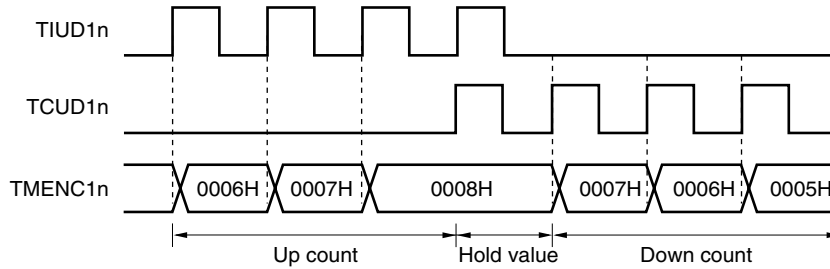 TIUD1n
TCUD1n
TMENC1n 0006H 0007H 0008H 0007H 0006H 0005H
Up count Hold value Down count